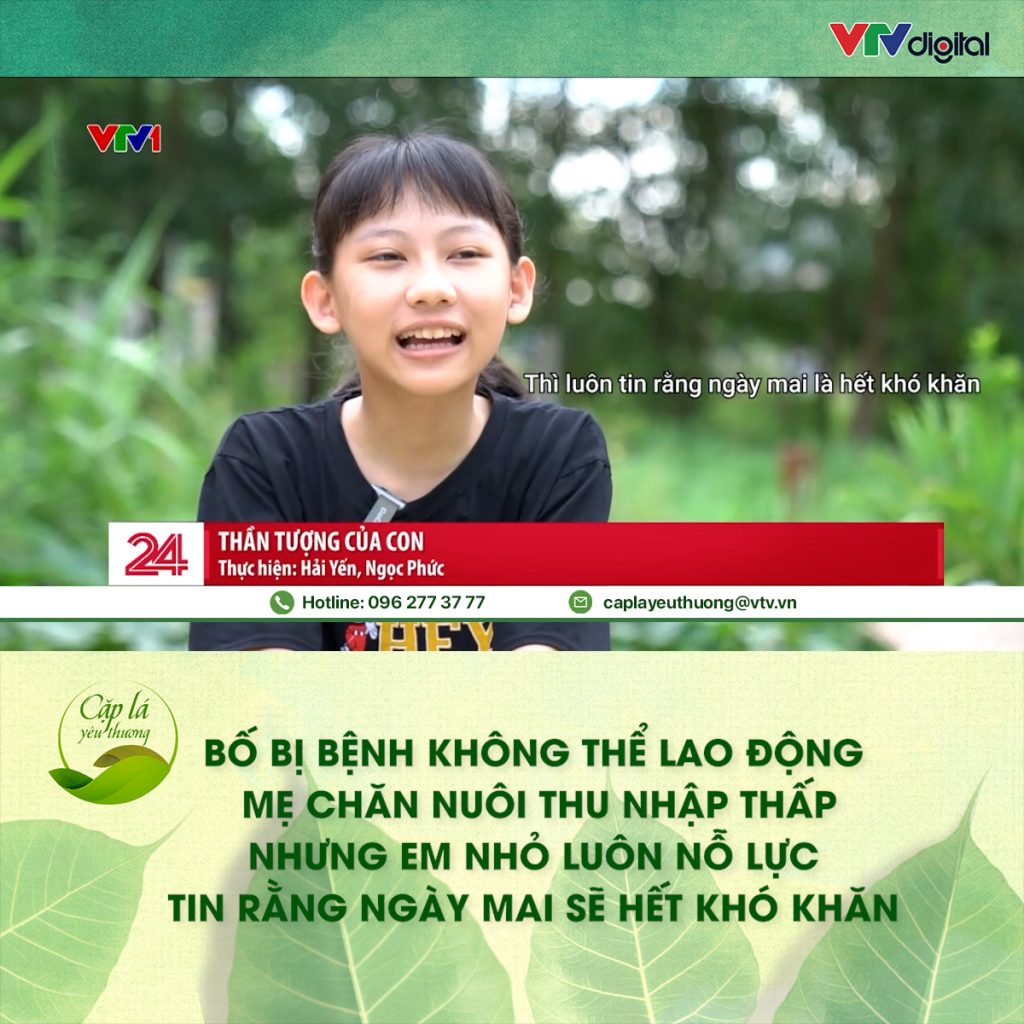 VTVdigital
VTV1
Thì luôn tin rằng ngày mai là hết khó khăn
24
THẦN TƯỢNG CỦA CON
Thực hiện: Hải Yến, Ngọc Phức
Hotline: 096 277 37 77
caplayeuthuong@vtv.vn
HEY
Cặp lá
yêu thương
BỐ BỊ BỆNH KHÔNG THỂ LAO ĐỘNG
MẸ CHĂN NUÔI THU NHẬP THẤP
NHƯNG EM NHỎ LUÔN NỖ LỰC
TIN RẰNG NGÀY MAI SẼ HẾT KHÓ KHĂN